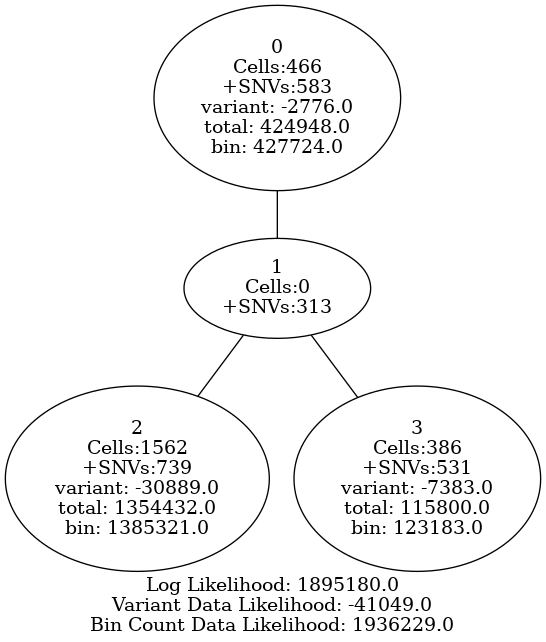 0
Cells:466
+SNVs:583
variant: -2776.0
total: 424948.0
bin: 427724.0
1
Cells:0
+SNVs:313
2
Cells:1562
+SNVs:739
variant: -30889.0
total: 1354432.0
bin: 1385321.0
3
Cells:386
+SNVs:531
variant: -7383.0
total: 115800.0
bin: 123183.0
Log Likelihood: 1895180.0
Variant Data Likelihood: -41049.0
Bin Count Data Likelihood: 1936229.0